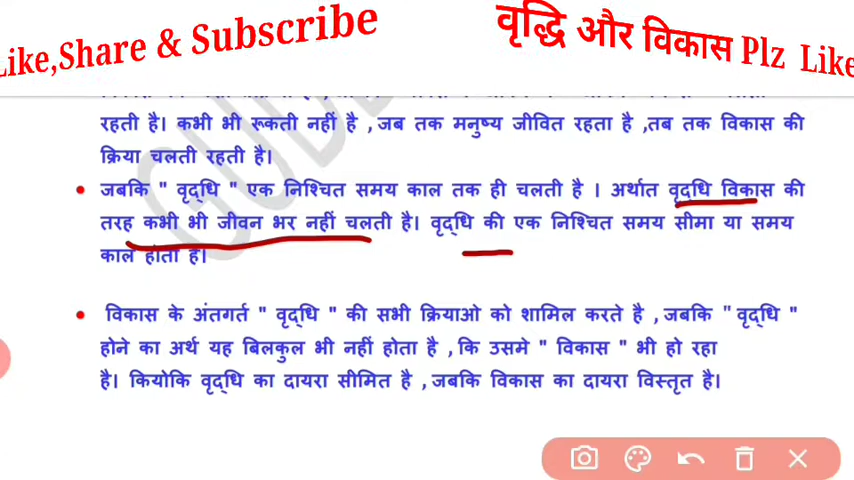 Like,Share & Subscribe
वृद्धि और विकास Plz Like
रहती है। कभी भी रूकती नहीं है ,जब तक मनुष्य जीवित रहता है ,तब तक विकास की
क्रिया चलती रहती है।
• जबकि " वृद्धि " एक निश्चित समय काल तक ही चलती है । अर्थात वृद्धि विकास की
तरह कभी भी जीवन भर नहीं चलती है। वृद्धि की एक निश्चित समय सीमा या समय
काल होता है।
• विकास के अंतगर्त " वृद्धि " की सभी क्रियाओ को शामिल करते है ,जबकि " वृद्धि "
होने का अर्थ यह बिलकुल भी नहीं होता है ,कि उसमे " विकास " भी हो रहा
है। कियोकि वृद्धि का दायरा सीमित है ,जबकि विकास का दायरा विस्तृत है।